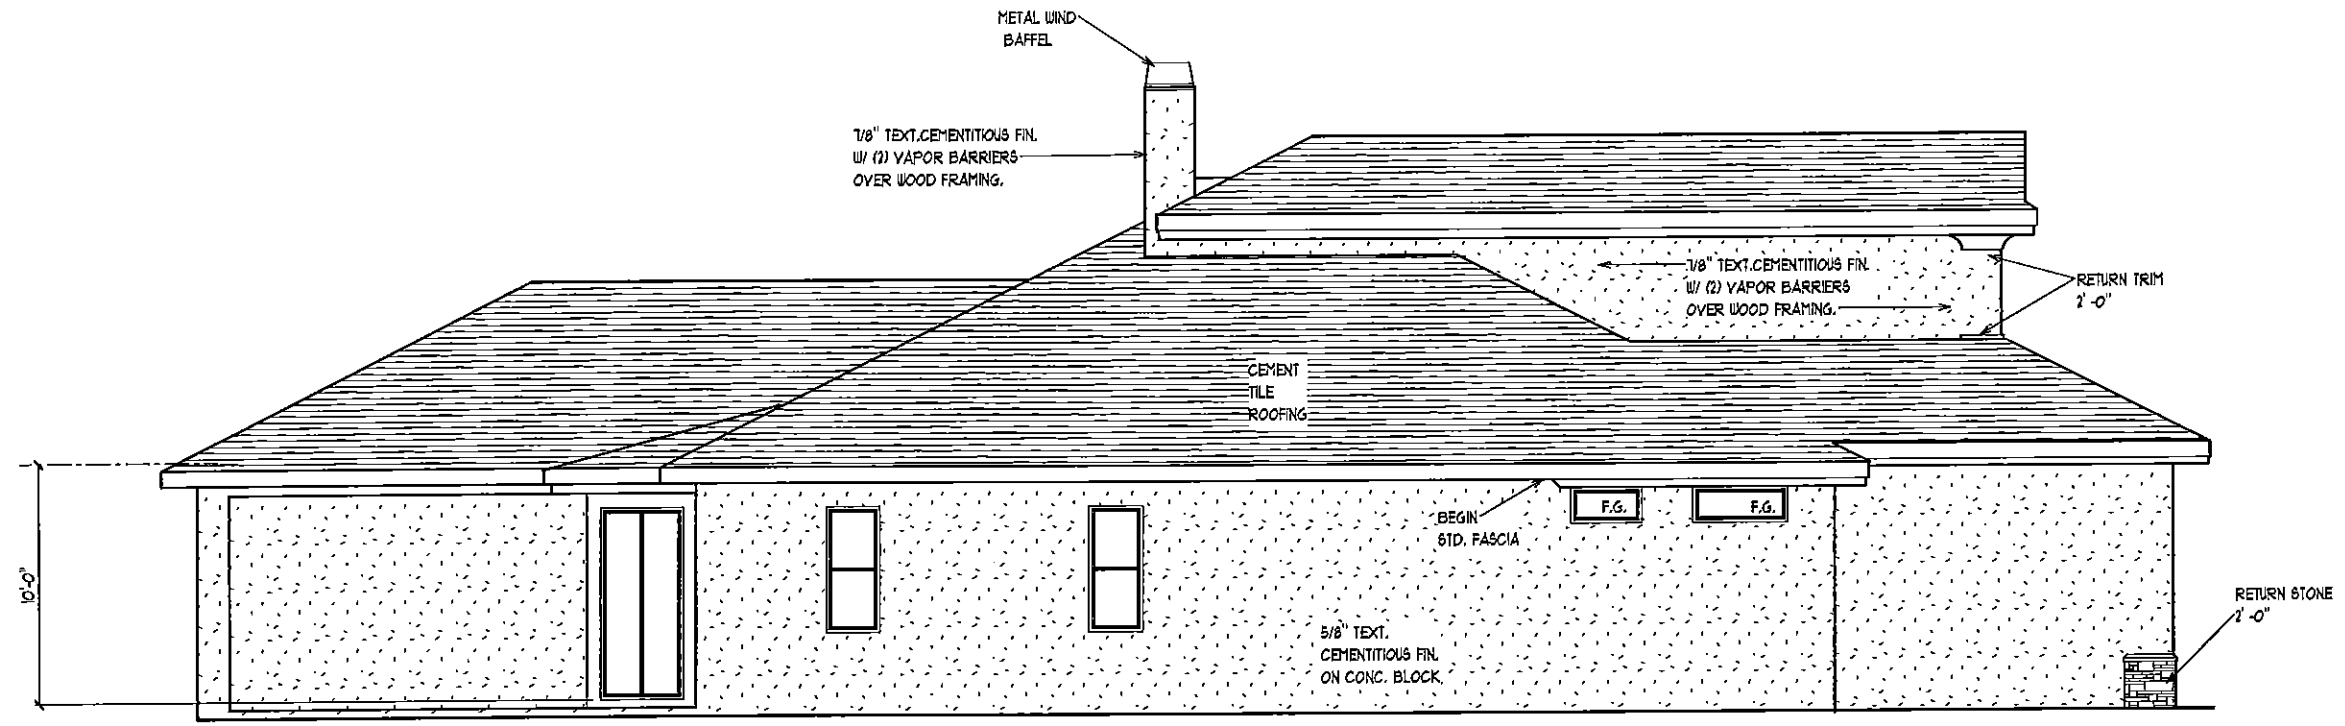 METAL WIND
BAFFEL
7/8" TEXT.CEMENTITIOUS FIN.
W/ (2) VAPOR BARRIERS
OVER WOOD FRAMING.
7/8" TEXT.CEMENTITIOUS FIN.
W/ (2) VAPOR BARRIERS
OVER WOOD FRAMING.
RETURN TRIM
2'-0"
CEMENT
TILE
ROOFING
10'-0"
BEGIN
STD. FASCIA
F.G.
F.G.
5/8" TEXT.
CEMENTITIOUS FIN.
ON CONC. BLOCK.
RETURN STONE
2'-0"